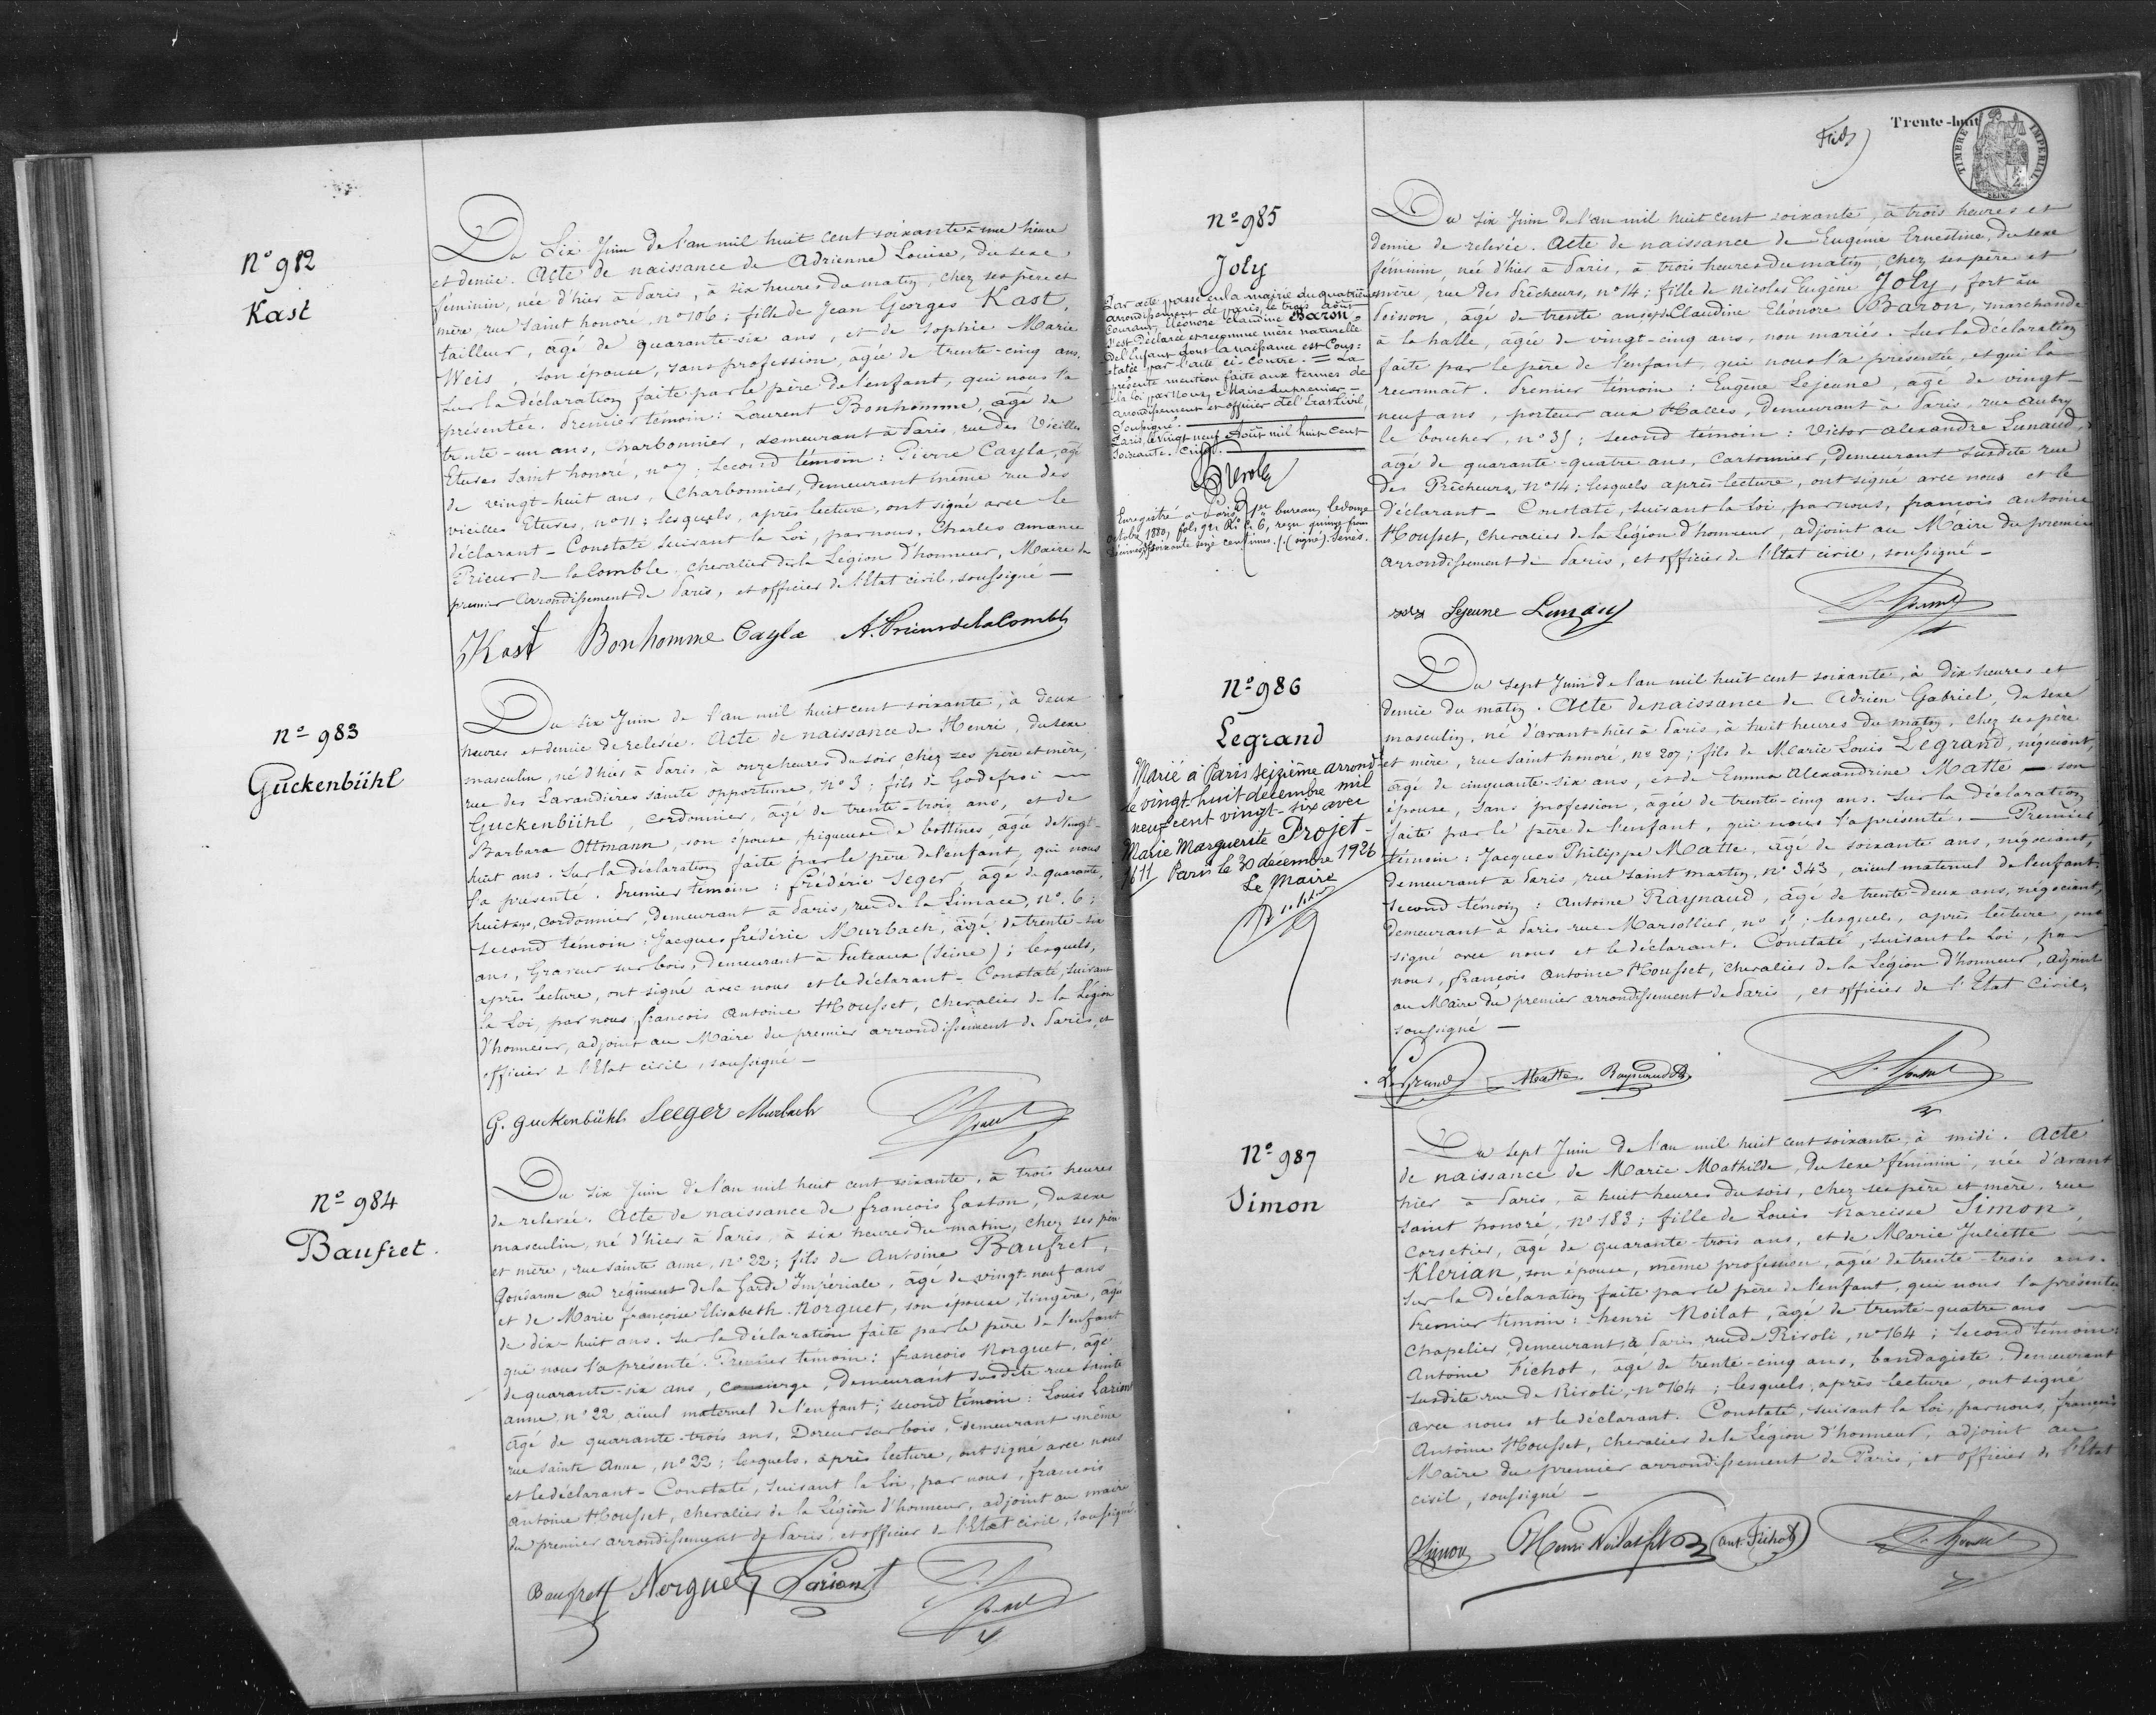 Nº 982
Kast
Du Six Juin de l'an mil huit cent soixante à une heure
et demie. Acte de naissance de Adrienne Louise, du sexe
féminin, née d'hier à Paris, à six heures du matin, chez ses père et
mère, rue Saint honoré, nº 106; fille de Jean Georges Kast,
tailleur, âgé de quarante-six ans, et de Sophie Marie
Weis, son épouse, sans profession, âgée de trente-cinq ans.
Sur la déclaration faite par le père de l'enfant, qui nous l'a
présentée. Premier témoin: Laurent Bonhomme, âgé de
trente-un ans, Charbonnier, demeurant à Paris, rue des Vieilles
Etuves Saint honoré, nº 7; second témoin: Pierre Cayla, âgé
de vingt-huit ans, Charbonnier, demeurant même rue des
vieilles Etuves, nº 11; lesquels, après lecture, ont signé avec le
déclarant - Constaté, suivant la Loi, par nous, Charles amance
Prieur de la Comble, chevalier de la Légion d'honneur, Maire du
premier arrondissement de Paris, et officier de l'Etat civil, soussigné —
Kast Bonhomme Cayla A. Prieur de la Comble
nº 983
Guckenbühl
Du six Juin de l'an mil huit cent soixante, à deux
heures et demie de relevée. Acte de naissance de Henri, du sexe
masculin, né d'hier à Paris, à onze heures du soir, chez ses père et mère,
rue des Lavandières sainte opportune, nº 3; fils de Godefroi —
Guckenbühl, cordonnier, âgé de trente-trois ans, et de
Barbara Ottmann, son épouse, piqueuse de bottines, âgée de vingt-
huit ans. Sur la déclaration faite par le père de l'enfant, qui nous
l'a présenté. Premier témoin: frédéric Seger, âgé de quarante,
huit ans, cordonnier, demeurant à Paris, rue de la Limace, nº 6;
second témoin: Jacques frédéric Murbach, âgé de trente-six
ans, Graveur sur bois, demeurant à Puteaux (Seine); lesquels,
après lecture, ont signé avec nous et le déclarant - Constaté, suivant
la Loi, par nous françois Antoine Housset, chevalier de la Légion
d'honneur, adjoint au Maire du premier arrondissement de Paris, et
officier de l'Etat civil, soussigné —
G. guckenbühl Seeger Murbach
Nº 984
Baufret.
Du six Juin de l'an mil huit cent soixante, à trois heures
de relevée. Acte de naissance de françois Gaston, du sexe
masculin, né d'hier à Paris, à six heures du matin, chez ses père
et mère, rue sainte anne, nº 22; fils de Antoine Baufret,
Gendarme au régiment de la Garde Impériale, âgé de vingt neuf ans
et de Marie françoise Elisabeth Norguet, son épouse, lingère, âgée
de dix huit ans. Sur la déclaration faite par le père de l'enfant
qui nous l'a présenté. Premier témoin: françois Norguet, âgé
de quarante-six ans, concierge, demeurant susdite rue sainte
anne, nº 22, aïeul maternel de l'enfant; second témoin: Louis Lariont
âgé de quarante-trois ans, Doreur sur bois, demeurant même
rue sainte Anne, nº 22; lesquels, après lecture, ont signé avec nous
et le déclarant - Constaté, suivant la Loi, par nous, françois
Antoine Housset, chevalier de la Légion d'honneur, adjoint au maire
du premier arrondissement de Paris, et officier de l'Etat civil, soussigné.
Baufret Norguet Lariont
Trente-huit
TIMBRE IMPERIAL
nº 985
Joly
Par acte passé en la mairie du quatrième
arrondissement de Paris, le trois août
courant, Eléonore Claudine Baron
s'est déclarée et reconnue mère naturelle
de l'Enfant dont la naissance est cons:
tatée par l'acte ci-contre. = La
présente mention faite aux termes de
la loi par Nous, Maire du premier
arrondissement et officier de l'Etat Civil,
soussigné.
Paris, le vingt neuf Août mil huit cent
soixante. cinq.
Enregistré à Paris 1er bureau, le douze
octobre 1880, fol. 99, Rº C. 6, reçu quinze francs
décimes soixante seize centimes. (signé)
Du six Juin de l'an mil huit cent soixante, à trois heures et
demie de relevée. Acte de naissance de Eugénie Ernestine, du sexe
féminin, née d'hier à Paris, à trois heures du matin, chez ses père et
mère, rue des Prêcheurs, nº 14; fille de Nicolas Eugène Joly, fort au
poisson, âgé de trente ans, et de Claudine Eléonore Baron, marchande
à la halle, âgée de vingt-cinq ans, non mariés. Sur la déclaration
faite par le père de l'enfant, qui nous l'a présentée, et qui la
reconnaît. Premier témoin: Eugène Lejeune, âgé de vingt-
neuf ans, porteur aux Halles, demeurant à Paris, rue Aubry
le boucher, nº 35; second témoin: Victor Alexandre Lunaud,
âgé de quarante-quatre ans, Cartonnier, demeurant susdite rue
des Prêcheurs, nº 14; lesquels après lecture, ont signé avec nous et le
déclarant - Constaté, suivant la Loi, par nous, françois antoine
Housset, chevalier de la Légion d'honneur, adjoint au Maire du premier
arrondissement de Paris, et officier de l'Etat civil, soussigné -
Lejeune
Nº 986
Legrand
Marié à Paris seizième arrondt
le vingt-huit décembre mil
neuf cent vingt-six avec
Marie Marguerite Projet-
1611 Paris le 30 décembre 1926
Le Maire
Du sept Juin de l'an mil huit cent soixante, à dix heures et
demie du matin. Acte de naissance de Adrien Gabriel, du sexe
masculin, né d'avant-hier à Paris, à huit heures du matin, chez ses père
et mère, rue Saint honoré, nº 207; fils de Marie Louis Legrand, négociant,
âgé de cinquante-six ans, et de Emma Alexandrine Matte — son
épouse, sans profession, âgée de trente-cinq ans. Sur la déclaration
faite par le père de l'enfant, qui nous l'a présenté. — Premier
témoin: Jacques Philippe Matte, âgé de soixante ans, négociant,
demeurant à Paris, rue Saint martin, nº 343, aïeul maternel de l'enfant;
second témoin: Antoine Raynaud, âgé de trente-deux ans, négociant,
demeurant à Paris rue Marsollier, nº; lesquels, après lecture, ont
signé avec nous et le déclarant. Constaté, suivant la Loi, par
nous, françois Antoine Housset, chevalier de la Légion d'honneur, adjoint
au Maire du premier arrondissement de Paris, et officier de l'Etat Civil,
soussigné —
Legrand Matte Raynaud
Nº 987
Simon
Du sept Juin de l'an mil huit cent soixante, à midi. Acte
de naissance de Marie Mathilde, du sexe féminin, née d'avant
hier à Paris, à huit heures du soir, chez ses père et mère, rue
Saint honoré, nº 183; fille de Louis Narcisse Simon,
Corsetier, âgé de quarante-trois ans, et de Marie Juliette —
Klerian, son épouse, même profession, âgée de trente-trois ans.
Sur la déclaration faite par le père de l'enfant, qui nous l'a présentée
Premier témoin: henri Noilat, âgé de trente-quatre ans —
Chapelier, demeurant à Paris, rue de Rivoli, nº 164; second témoin:
Antoine Fichot, âgé de trente-cinq ans, bandagiste, demeurant
susdite rue de Rivoli, nº 164; lesquels, après lecture, ont signé
avec nous et le déclarant. Constaté, suivant la Loi, par nous, françois
Antoine Housset, chevalier de la Légion d'honneur, adjoint au
Maire du premier arrondissement de Paris, et officier de l'Etat
civil, soussigné —
Simon Henri Noilat ant. Fichot